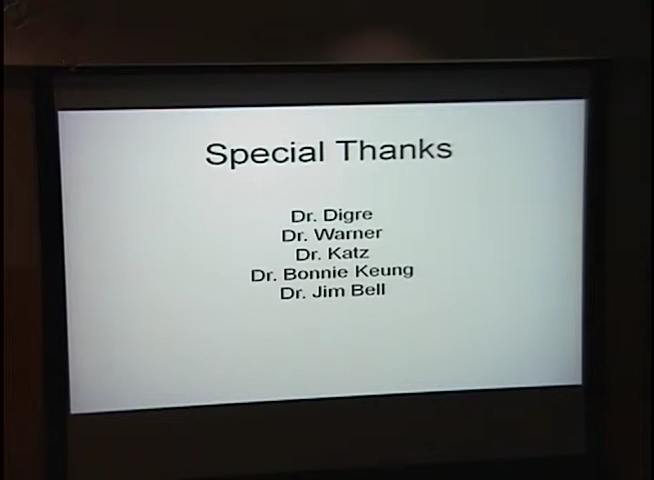 Special Thanks
Dr. Digre
Dr. Warner
Dr. Katz
Dr. Bonnie Keung
Dr. Jim Bell